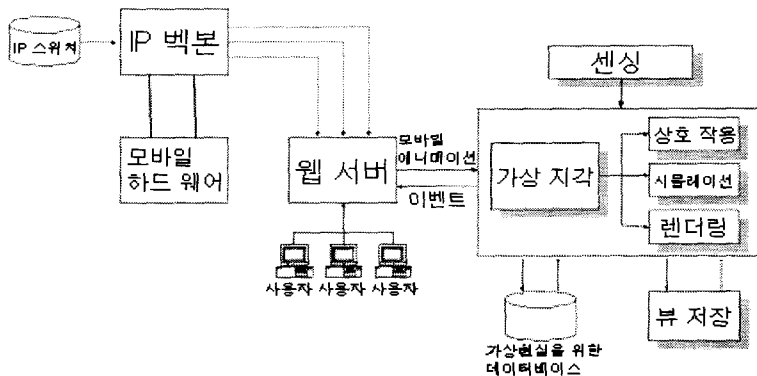 IP 스위쳐
IP 벡본
모바일
하드 웨어
웹 서버
모바일
에니메이션
이벤트
사용자
사용자
사용자
센싱
가상 지각
상호 작용
시뮬레이션
렌더링
가상현실을 위한
데이터베이스
뷰 저장